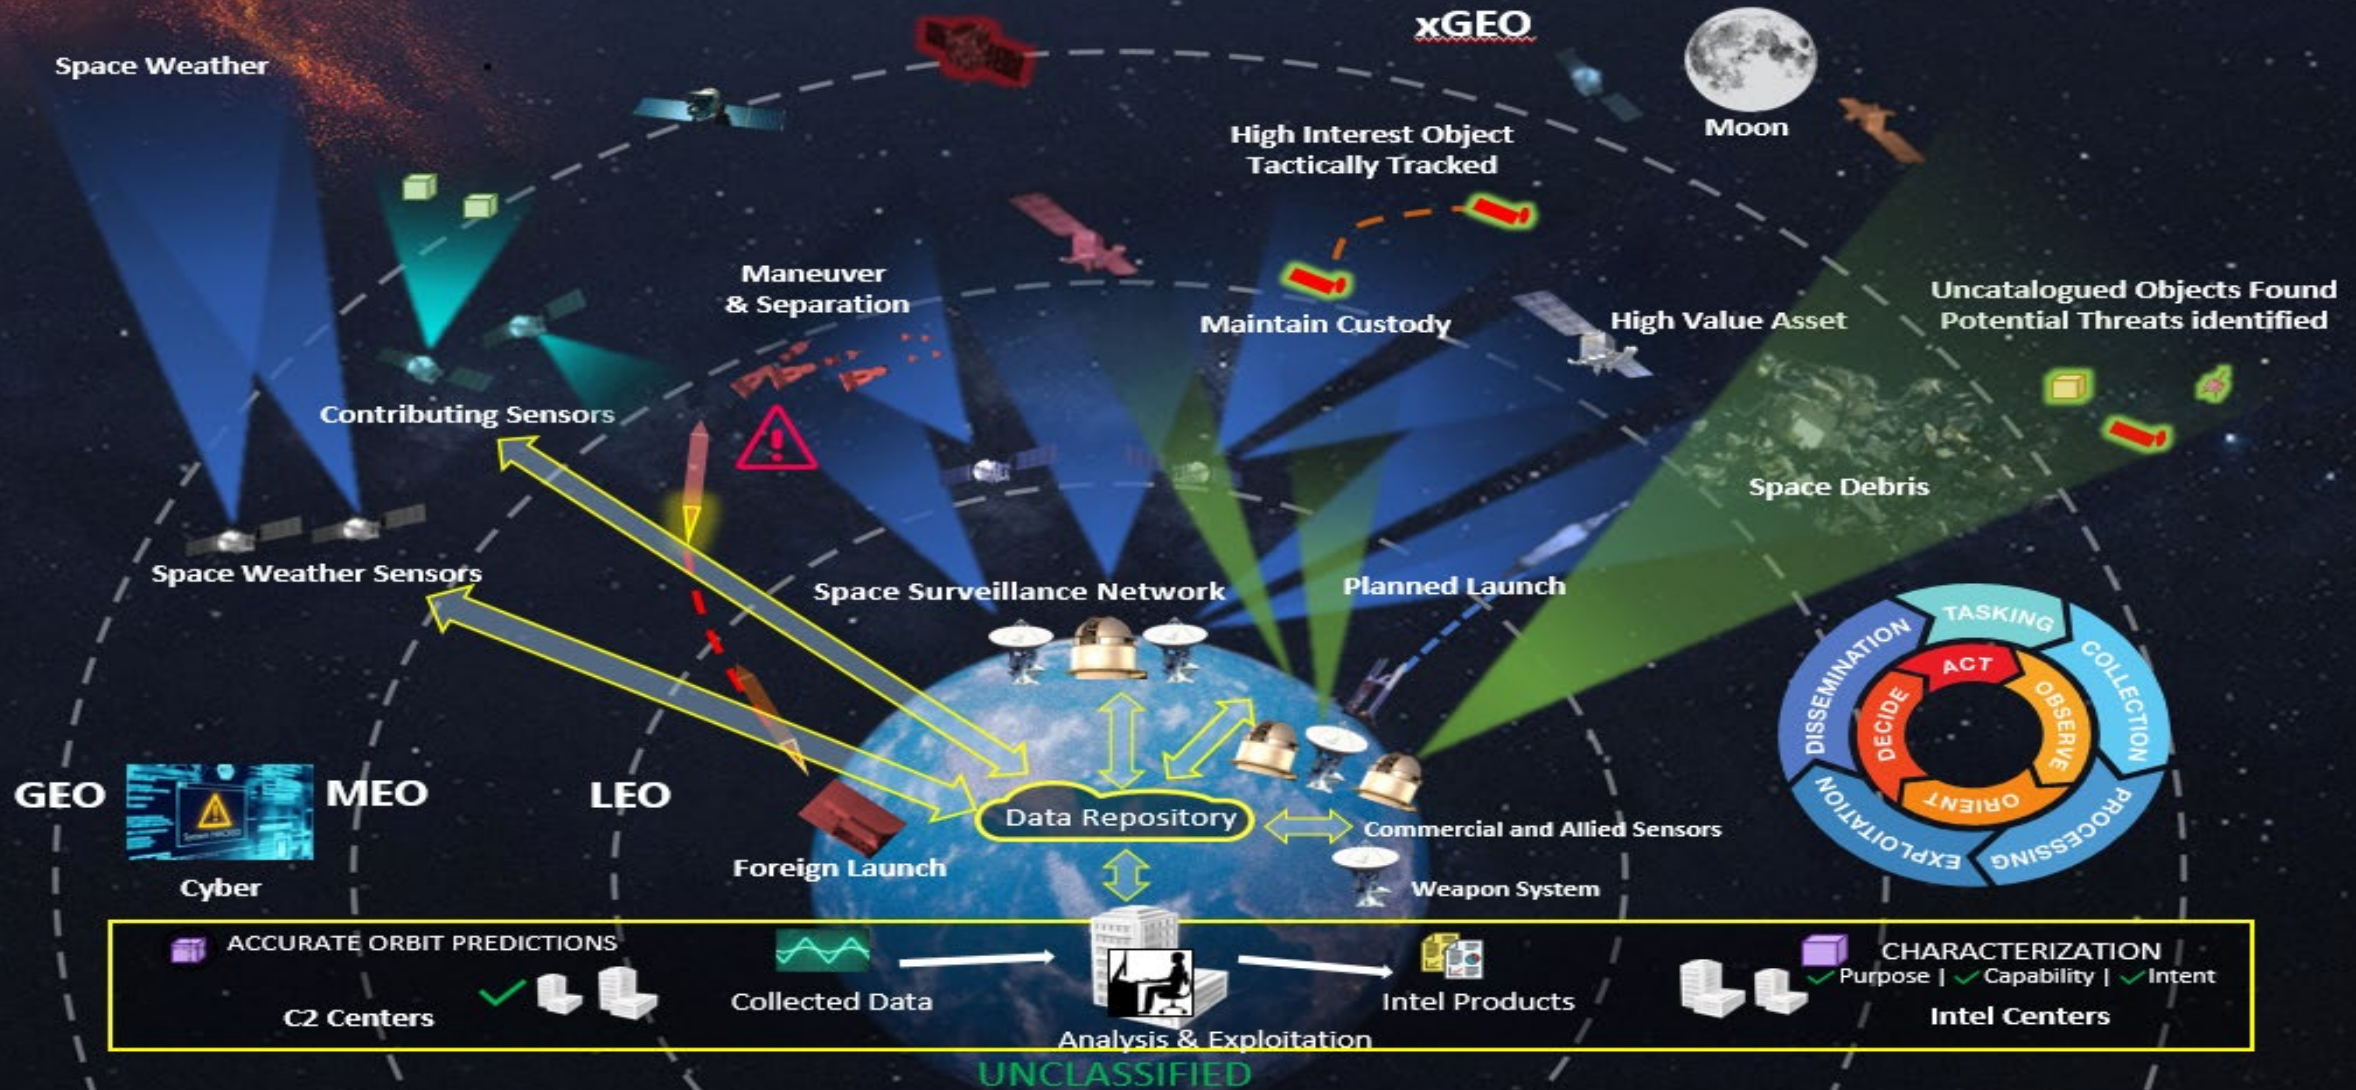 xGEO
Space Weather
Moon
High Interest Object
Tactically Tracked
Maneuver
& Separation
Maintain Custody
High Value Asset
Uncatalogued Objects Found
Potential Threats identified
Contributing Sensors
Space Debris
Space Weather Sensors
Space Surveillance Network
Planned Launch
TASKING
COLLECTION
PROCESSING
EXPLOITATION
DISSEMINATION
ACT
OBSERVE
ORIENT
DECIDE
GEO
MEO
LEO
Cyber
Data Repository
Commercial and Allied Sensors
Foreign Launch
Weapon System
ACCURATE ORBIT PREDICTIONS
C2 Centers
Collected Data
Analysis & Exploitation
Intel Products
CHARACTERIZATION
Purpose | Capability | Intent
Intel Centers
UNCLASSIFIED